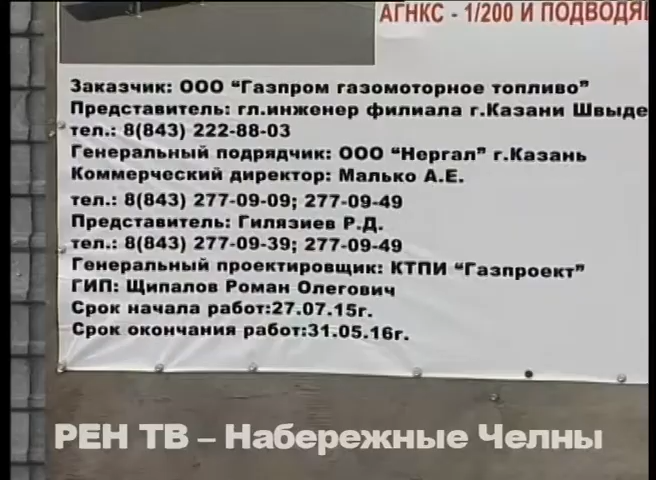 АГНКС - 1/200 И ПОДВОДЯ
Заказчик: ООО “Газпром газомоторное топливо”
Представитель: гл.инженер филиала г.Казани Швыде
тел.: 8(843) 222-88-03
Генеральный подрядчик: ООО “Нергал” г.Казань
Коммерческий директор: Малько А.Е.
тел.: 8(843) 277-09-09; 277-09-49
Представитель: Гилязиев Р.Д.
тел.: 8(843) 277-09-39; 277-09-49
Генеральный проектировщик: КТПИ “Газпроект”
ГИП: Щипалов Роман Олегович
Срок начала работ:27.07.15г.
Срок окончания работ:31.05.16г.
РЕН ТВ – Набережные Челны